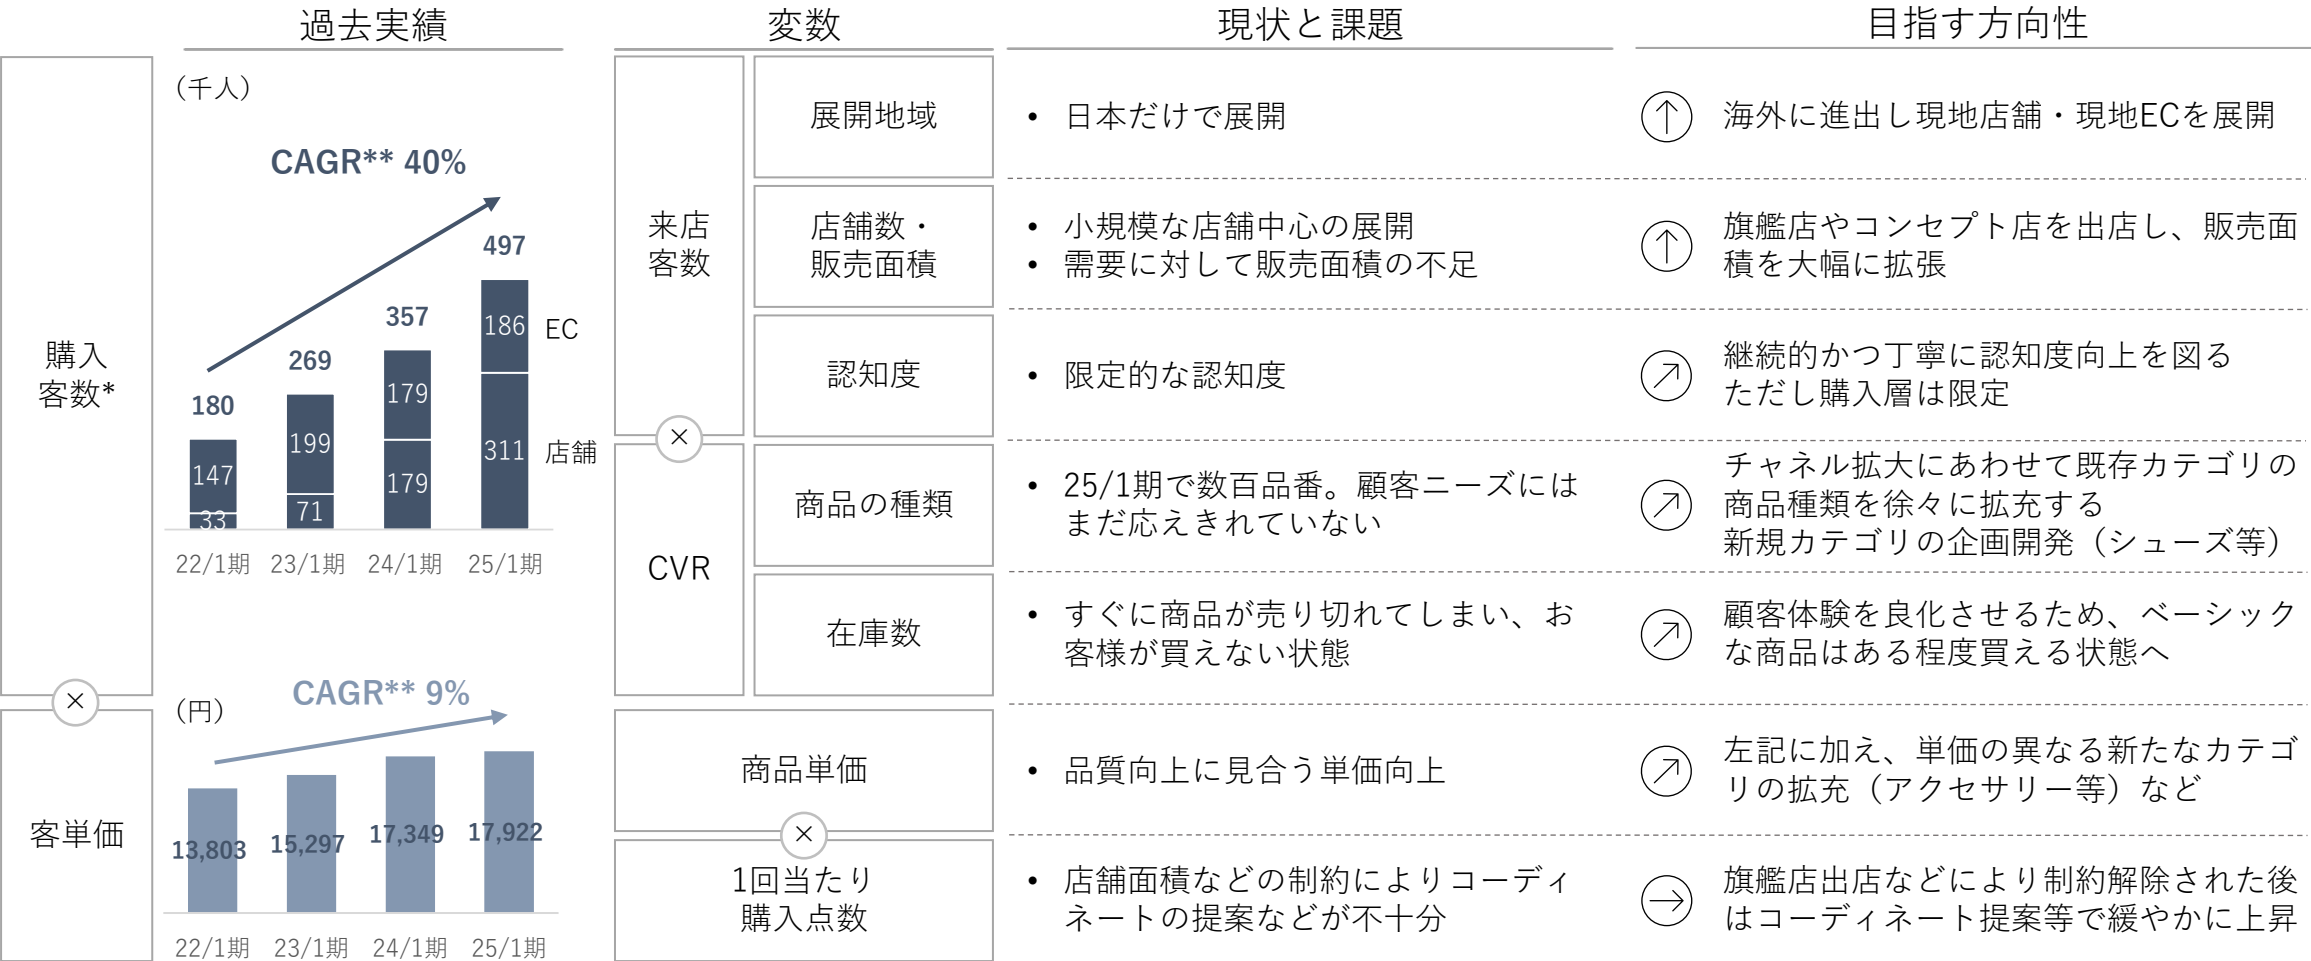 過去実績
変数
現状と課題
目指す方向性
購入
客数*
（千人）
CAGR** 40%
180
269
357
497
147
33
199
71
179
179
186
311
EC
店舗
22/1期
23/1期
24/1期
25/1期
×
客単価
（円）
CAGR** 9%
13,803
15,297
17,349
17,922
22/1期
23/1期
24/1期
25/1期
来店
客数
×
CVR
展開地域
• 日本だけで展開
海外に進出し現地店舗・現地ECを展開
店舗数・
販売面積
• 小規模な店舗中心の展開
• 需要に対して販売面積の不足
旗艦店やコンセプト店を出店し、販売面
積を大幅に拡張
認知度
• 限定的な認知度
継続的かつ丁寧に認知度向上を図る
ただし購入層は限定
商品の種類
• 25/1期で数百品番。顧客ニーズには
まだ応えきれていない
チャネル拡大にあわせて既存カテゴリの
商品種類を徐々に拡充する
新規カテゴリの企画開発（シューズ等）
在庫数
• すぐに商品が売り切れてしまい、お
客様が買えない状態
顧客体験を良化させるため、ベーシック
な商品はある程度買える状態へ
商品単価
• 品質向上に見合う単価向上
左記に加え、単価の異なる新たなカテゴ
リの拡充（アクセサリー等）など
×
1回当たり
購入点数
• 店舗面積などの制約によりコーディ
ネートの提案などが不十分
旗艦店出店などにより制約解除された後
はコーディネート提案等で緩やかに上昇